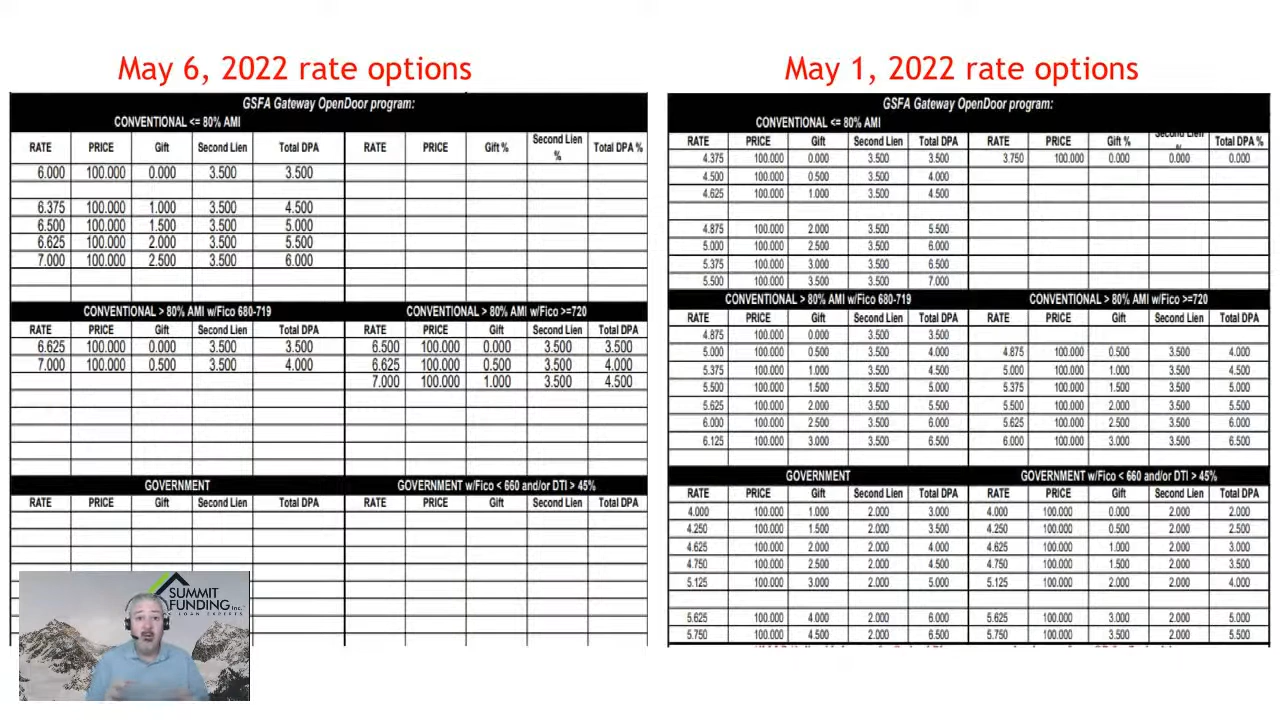 May 6, 2022 rate options
GSFA Gateway OpenDoor program:
CONVENTIONAL <= 80% AMI
RATE PRICE Gift Second Lien Total DPA RATE PRICE Gift % Second Lien % Total DPA %
6.000 100.000 0.000 3.500 3.500
6.375 100.000 1.000 3.500 4.500
6.500 100.000 1.500 3.500 5.000
6.625 100.000 2.000 3.500 5.500
7.000 100.000 2.500 3.500 6.000
CONVENTIONAL > 80% AMI w/Fico 680-719 CONVENTIONAL > 80% AMI w/Fico >=720
RATE PRICE Gift Second Lien Total DPA RATE PRICE Gift Second Lien Total DPA
6.625 100.000 0.000 3.500 3.500 6.500 100.000 0.000 3.500 3.500
7.000 100.000 0.500 3.500 4.000 6.625 100.000 0.500 3.500 4.000
7.000 100.000 1.000 3.500 4.500
GOVERNMENT GOVERNMENT w/Fico < 660 and/or DTI > 45%
RATE PRICE Gift Second Lien Total DPA RATE PRICE Gift Second Lien Total DPA
SUMMIT
FUNDING Inc.
LOAN EXPERTS
May 1, 2022 rate options
GSFA Gateway OpenDoor program:
CONVENTIONAL <= 80% AMI
RATE PRICE Gift Second Lien Total DPA RATE PRICE Gift % Second Lien % Total DPA %
4.375 100.000 0.000 3.500 3.500 3.750 100.000 0.000 0.000 0.000
4.500 100.000 0.500 3.500 4.000
4.625 100.000 1.000 3.500 4.500
4.875 100.000 2.000 3.500 5.500
5.000 100.000 2.500 3.500 6.000
5.375 100.000 3.000 3.500 6.500
5.500 100.000 3.500 3.500 7.000
CONVENTIONAL > 80% AMI w/Fico 680-719 CONVENTIONAL > 80% AMI w/Fico >=720
RATE PRICE Gift Second Lien Total DPA RATE PRICE Gift Second Lien Total DPA
4.875 100.000 0.000 3.500 3.500
5.000 100.000 0.500 3.500 4.000 4.875 100.000 0.500 3.500 4.000
5.375 100.000 1.000 3.500 4.500 5.000 100.000 1.000 3.500 4.500
5.500 100.000 1.500 3.500 5.000 5.375 100.000 1.500 3.500 5.000
5.625 100.000 2.000 3.500 5.500 5.500 100.000 2.000 3.500 5.500
6.000 100.000 2.500 3.500 6.000 5.625 100.000 2.500 3.500 6.000
6.125 100.000 3.000 3.500 6.500 6.000 100.000 3.000 3.500 6.500
GOVERNMENT GOVERNMENT w/Fico < 660 and/or DTI > 45%
RATE PRICE Gift Second Lien Total DPA RATE PRICE Gift Second Lien Total DPA
4.000 100.000 1.000 2.000 3.000 4.000 100.000 0.000 2.000 2.000
4.250 100.000 1.500 2.000 3.500 4.250 100.000 0.500 2.000 2.500
4.625 100.000 2.000 2.000 4.000 4.625 100.000 1.000 2.000 3.000
4.750 100.000 2.500 2.000 4.500 4.750 100.000 1.500 2.000 3.500
5.125 100.000 3.000 2.000 5.000 5.125 100.000 2.000 2.000 4.000
5.625 100.000 4.000 2.000 6.000 5.625 100.000 3.000 2.000 5.000
5.750 100.000 4.500 2.000 6.500 5.750 100.000 3.500 2.000 5.500